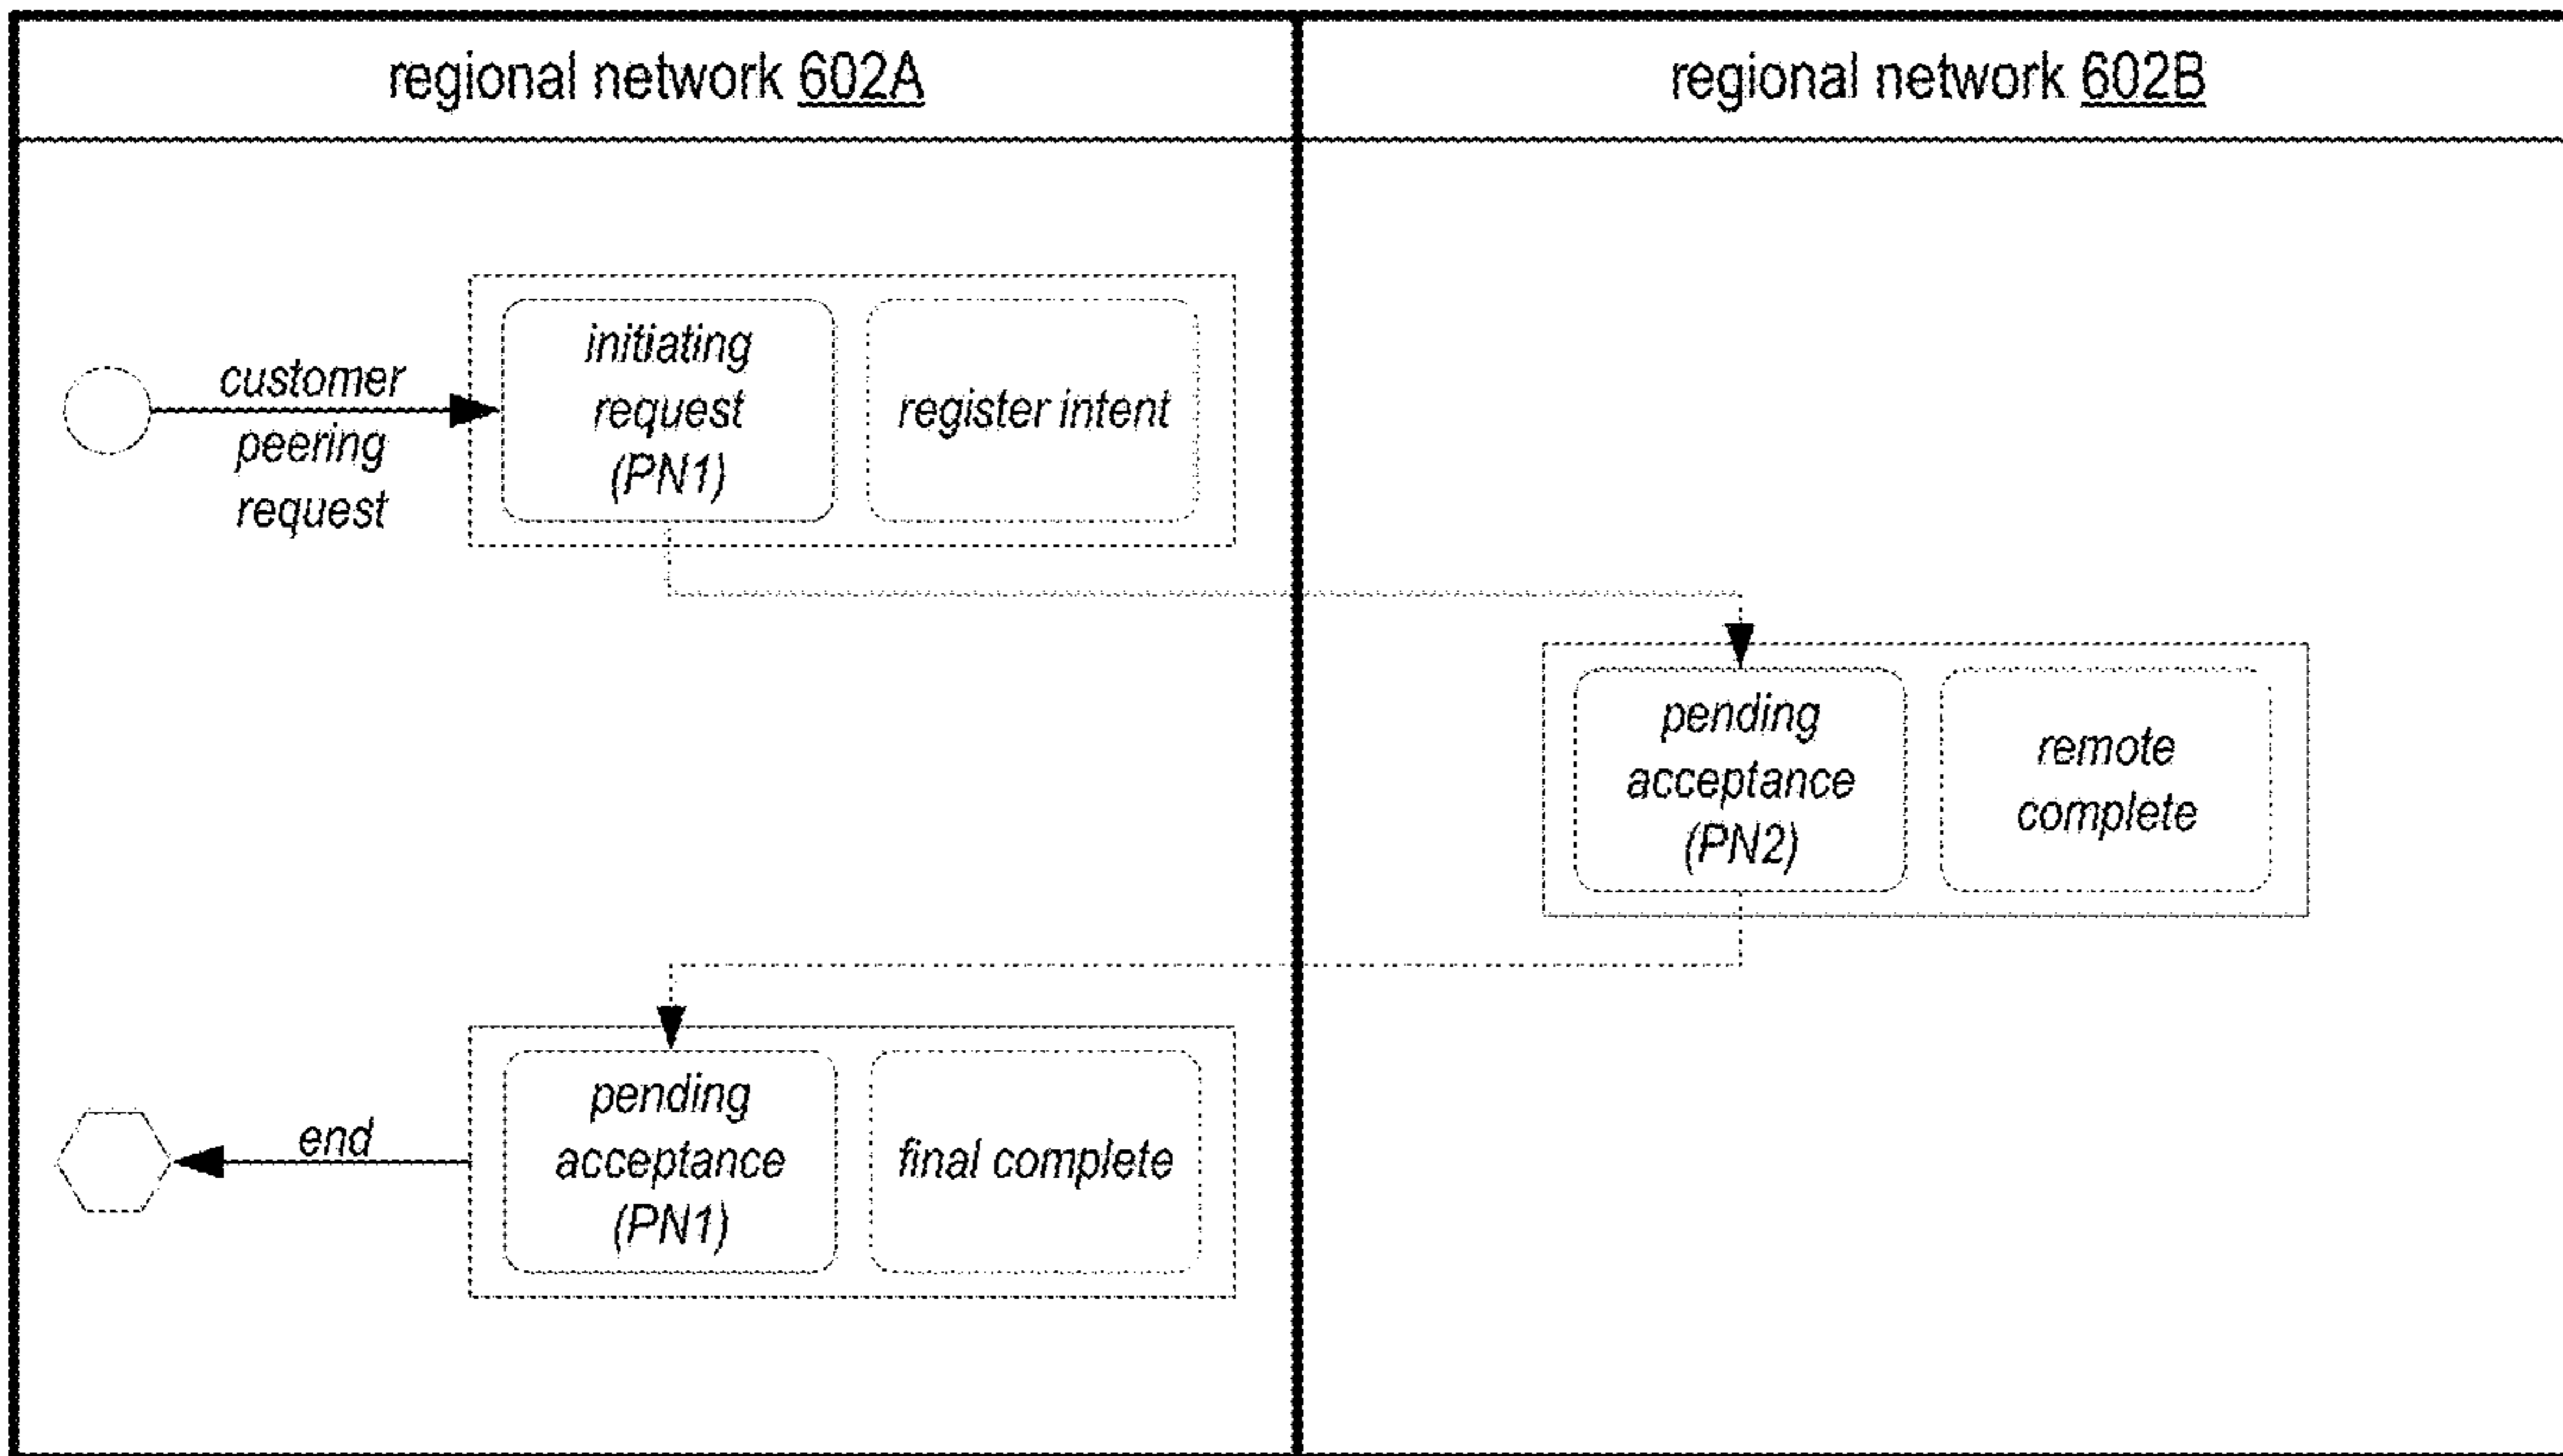 regional network 602A
regional network 602B
customer
peering
request
initiating
request
(PN1)
register intent
pending
acceptance
(PN2)
remote
complete
pending
acceptance
(PN1)
final complete
end